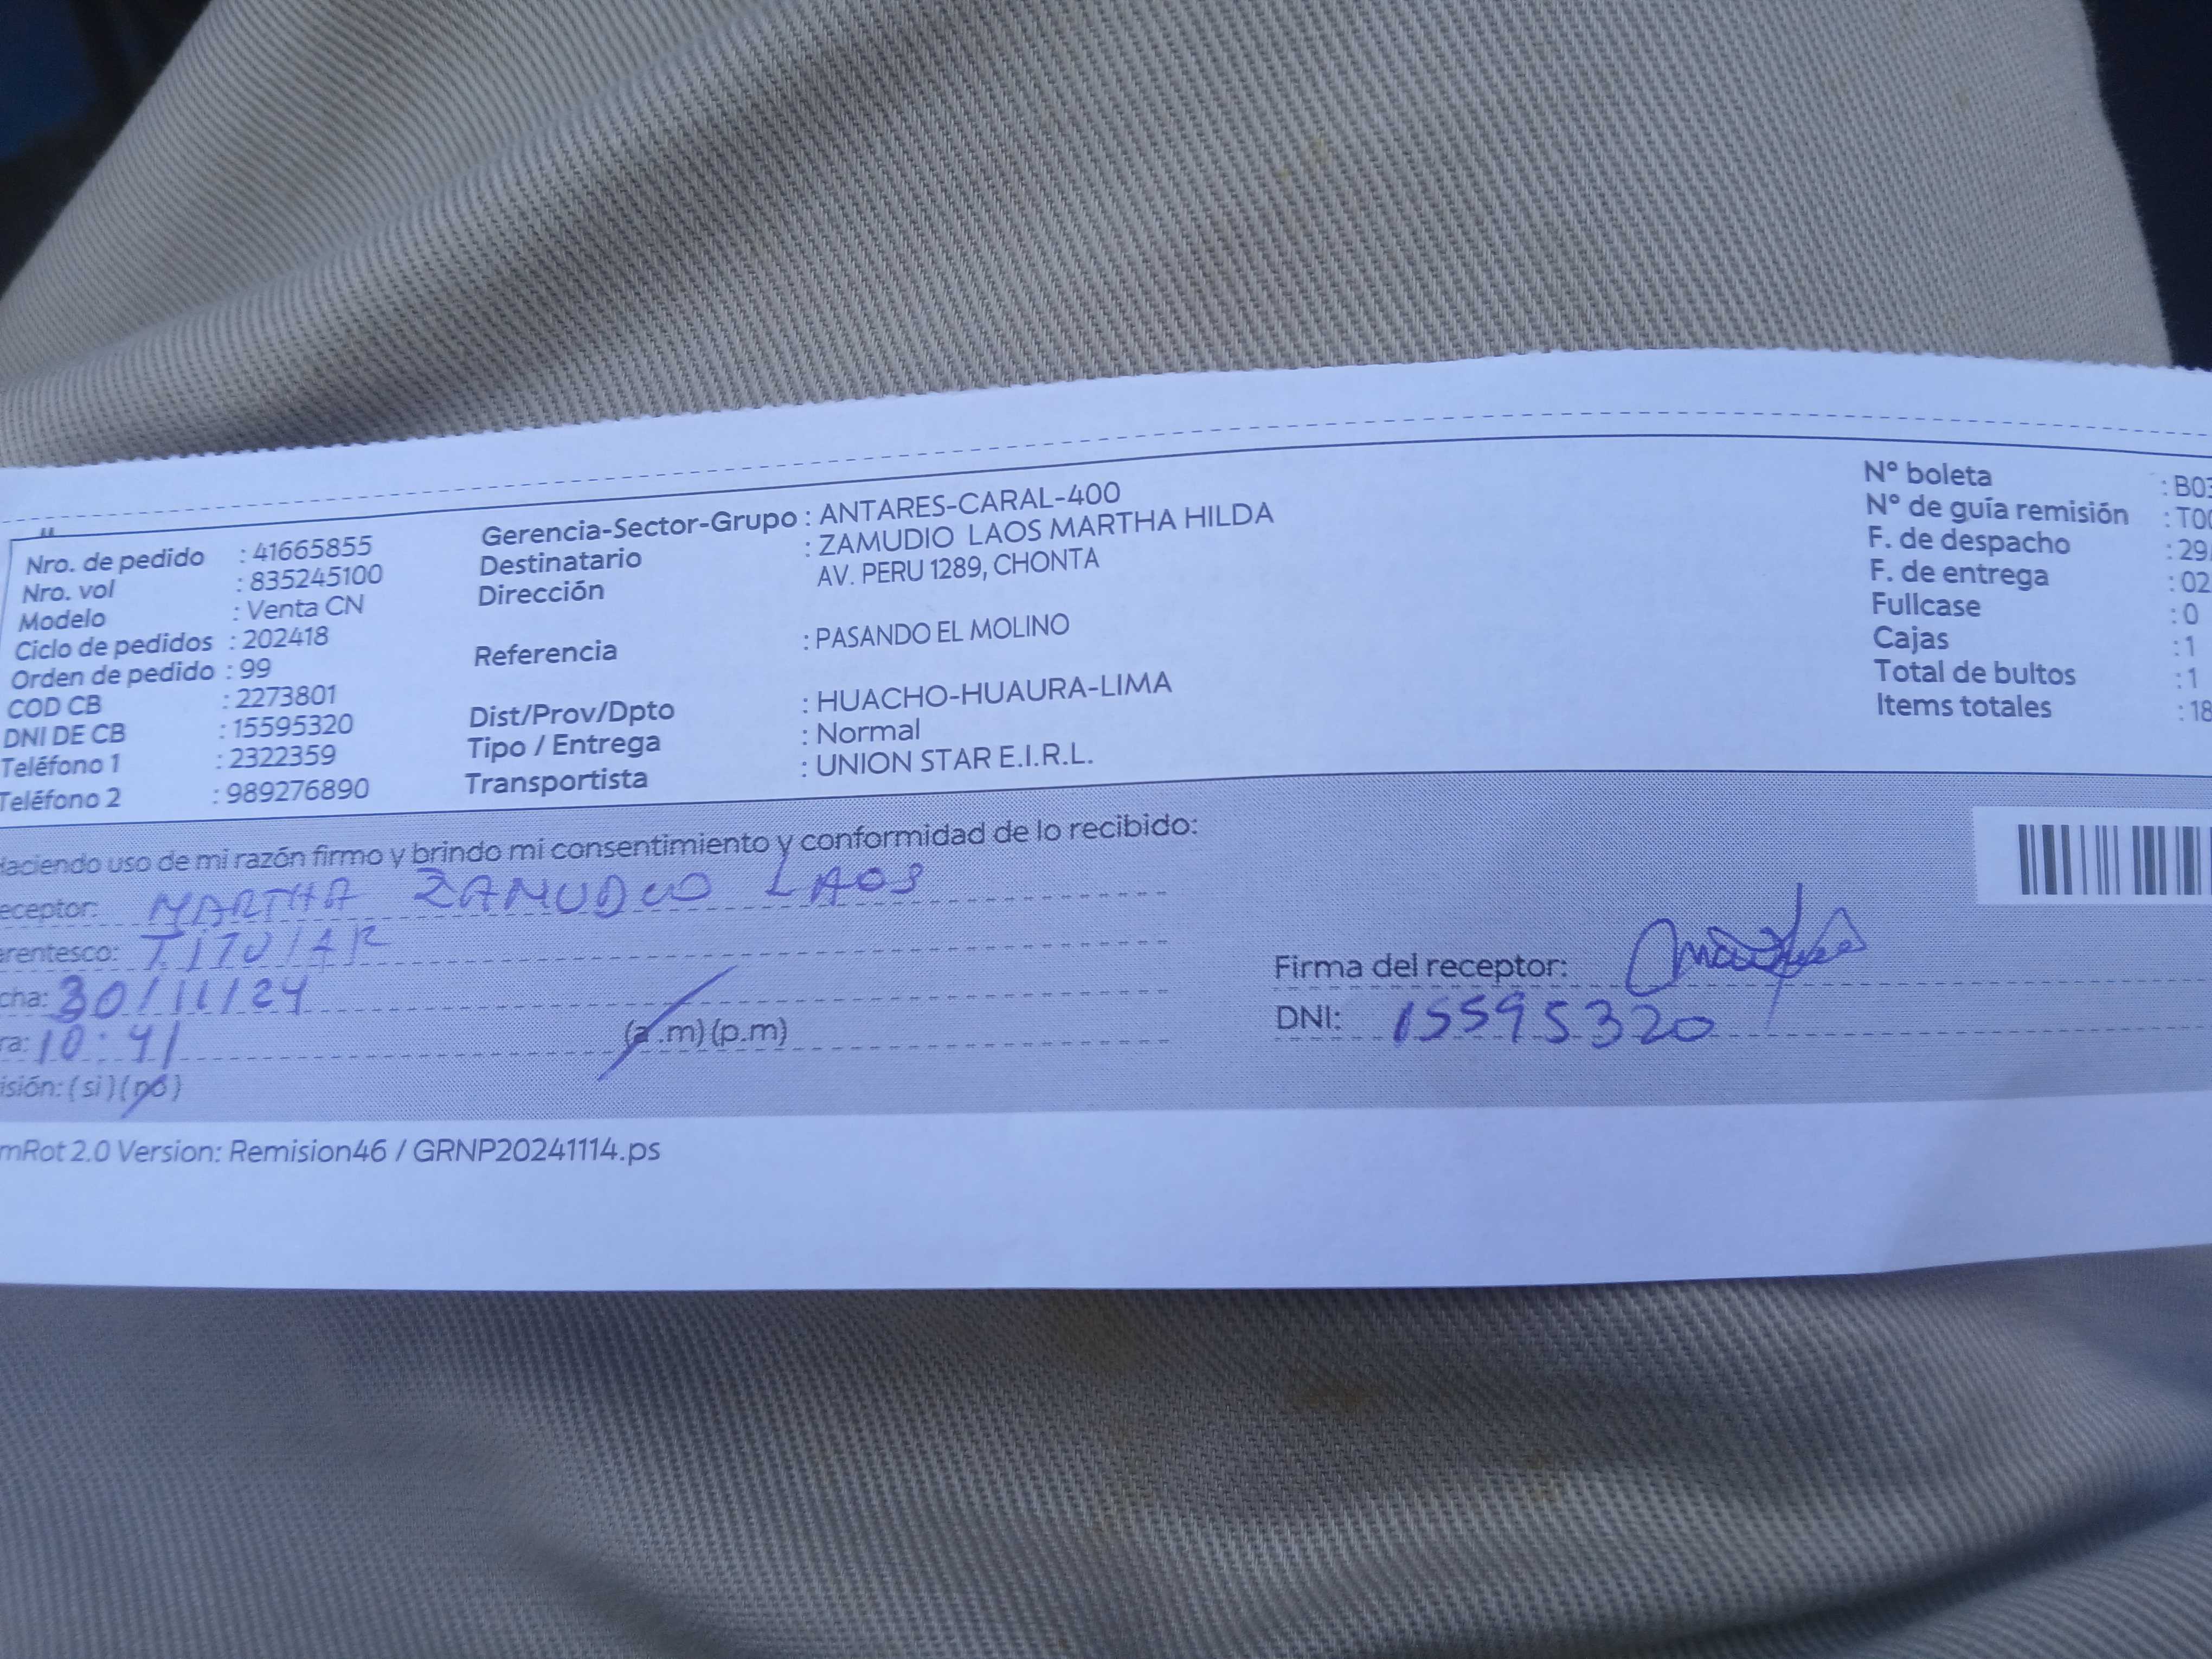 Nro. de pedido : 41665855
Nro. vol : 835245100
Modelo : Venta CN
Ciclo de pedidos : 202418
Orden de pedido : 99
COD CB : 2273801
DNI DE CB : 15595320
Teléfono 1 : 2322359
Teléfono 2 : 989276890
Gerencia-Sector-Grupo : ANTARES-CARAL-400
Destinatario : ZAMUDIO LAOS MARTHA HILDA
Dirección AV. PERU 1289, CHONTA
Referencia : PASANDO EL MOLINO
Dist/Prov/Dpto : HUACHO-HUAURA-LIMA
Tipo / Entrega : Normal
Transportista : UNION STAR E.I.R.L.
N° boleta : B03
N° de guía remisión : T00
F. de despacho : 29
F. de entrega : 02
Fullcase : 0
Cajas : 1
Total de bultos : 1
Items totales : 18
Haciendo uso de mi razón firmo y brindo mi consentimiento y conformidad de lo recibido:
eceptor: MARTHA ZAMUDIO LAOS
arentesco: TITULAR
cha: 30/11/24
ra: 10:41 (a.m) (p.m)
isión: (si) (no)
Firma del receptor:
DNI: 15595320
mRot 2.0 Version: Remision46 / GRNP20241114.ps